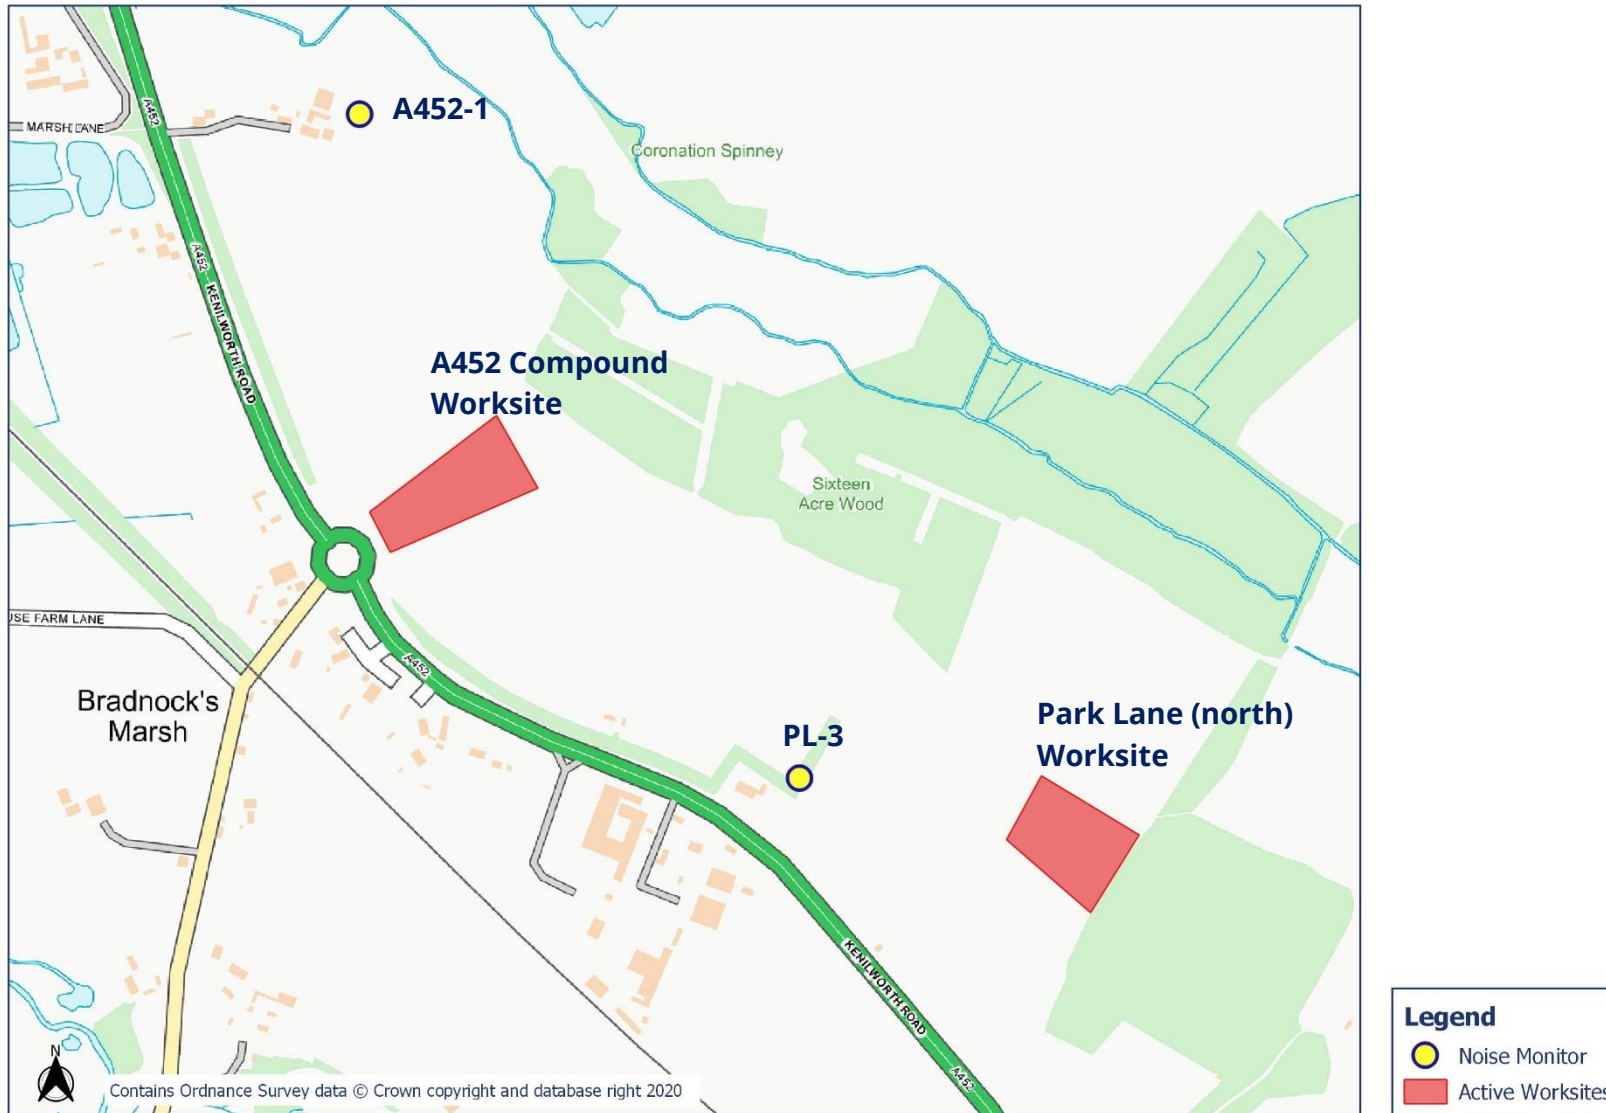 A452-1
A452
MARSH LANE
Coronation Spinney
A452
KENILWORTH ROAD
A452 Compound
Worksite
Sixteen
Acre Wood
USE FARM LANE
A452
Bradnock's
Marsh
Park Lane (north)
Worksite
PL-3
KENILWORTH ROAD
A452
N
Contains Ordnance Survey data © Crown copyright and database right 2020
Legend
Noise Monitor
Active Worksites